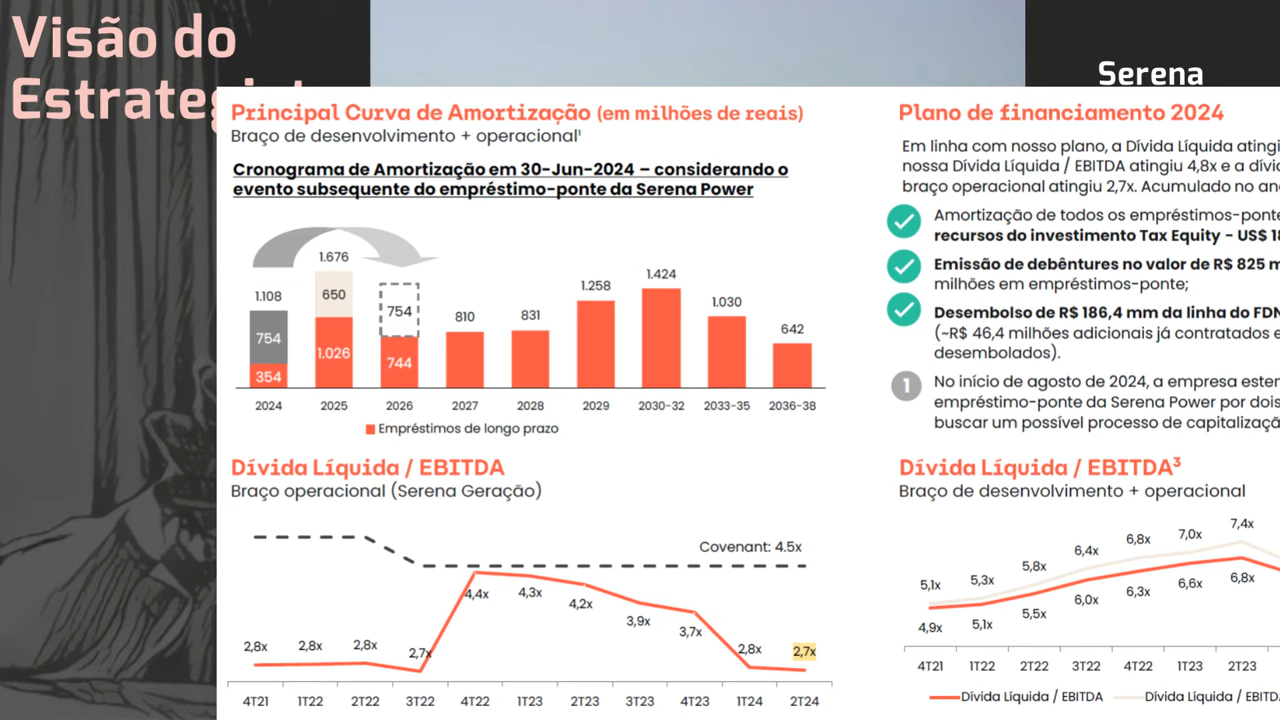 Visão do
Serena
Principal Curva de Amortização (em milhões de reais)
Braço de desenvolvimento + operacional¹
Cronograma de Amortização em 30-Jun-2024 – considerando o
evento subsequente do empréstimo-ponte da Serena Power
1.676
1.108
650
754
1.424
1.258
1.030
810
831
642
754
1.026
744
354
2024 2025 2026 2027 2028 2029 2030-32 2033-35 2036-38
Empréstimos de longo prazo
Plano de financiamento 2024
Em linha com nosso plano, a Dívida Líquida
nossa Dívida Líquida / EBITDA atingiu 4,8x e a
braço operacional atingiu 2,7x. Acumulado no
Amortização de todos os
recursos do investimento Tax Equity - US$
Emissão de debêntures no valor de R$ 825
milhões em empréstimos-ponte;
Desembolso de R$ 186,4 mm da linha do
(~R$ 46,4 milhões adicionais já contratados e
desembolados).
1
No início de agosto de 2024, a empresa
empréstimo-ponte da Serena Power por
buscar um possível processo de
Dívida Líquida / EBITDA
Braço operacional (Serena Geração)
Covenant: 4.5x
2,8x 2,8x 2,8x 2,7x 4,4x 4,3x 4,2x 3,9x 3,7x 2,8x 2,7x
4T21 1T22 2T22 3T22 4T22 1T23 2T23 3T23 4T23 1T24 2T24
Dívida Líquida / EBITDA³
Braço de desenvolvimento + operacional
5,1x 5,3x 5,8x 6,4x 6,8x 7,0x 7,4x
4,9x 5,1x 5,5x 6,0x 6,3x 6,6x 6,8x
4T21 1T22 2T22 3T22 4T22 1T23 2T23
Dívida Líquida / EBITDA Dívida Líquida /